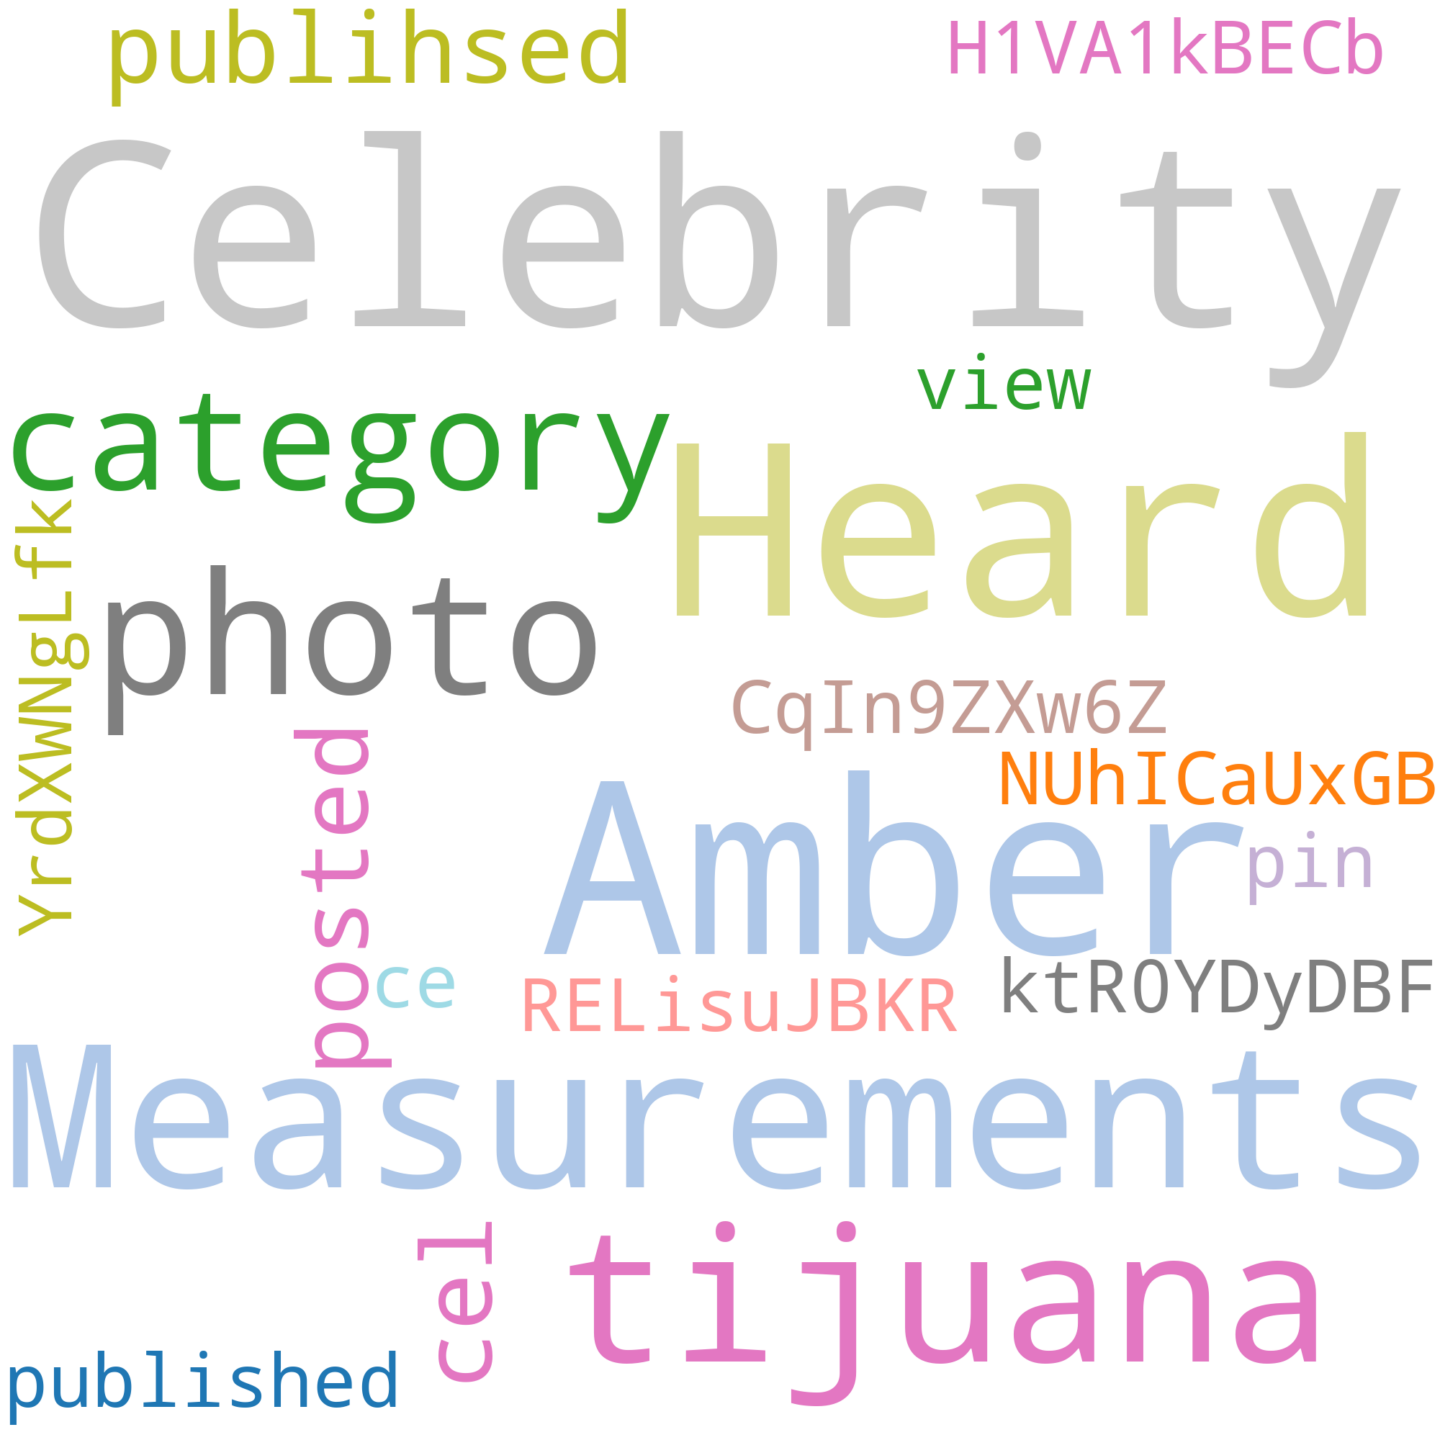 publihsed
H1VA1kBECb
Celebrity
view
category
Heard
YrdXWNgLfk
photo
CqIn9ZXw6Z
posted
NUhICaUxGB
Amber
pin
ce
RELisuJBKR
ktR0YDyDBF
Measurements
cel
tijuana
published